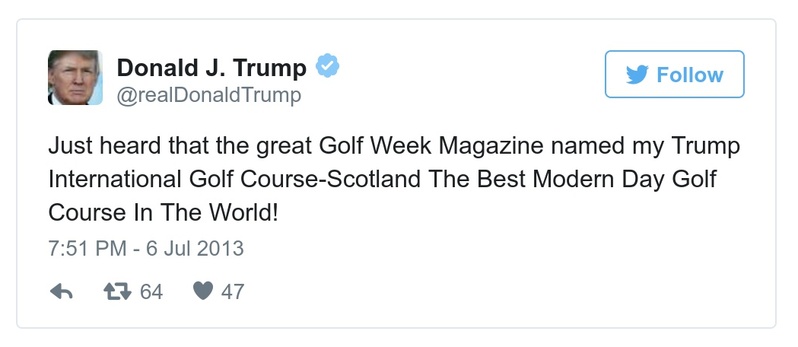 Donald J. Trump
@realDonaldTrump
Follow
Just heard that the great Golf Week Magazine named my Trump
International Golf Course-Scotland The Best Modern Day Golf
Course In The World!
7:51 PM - 6 Jul 2013
64 47